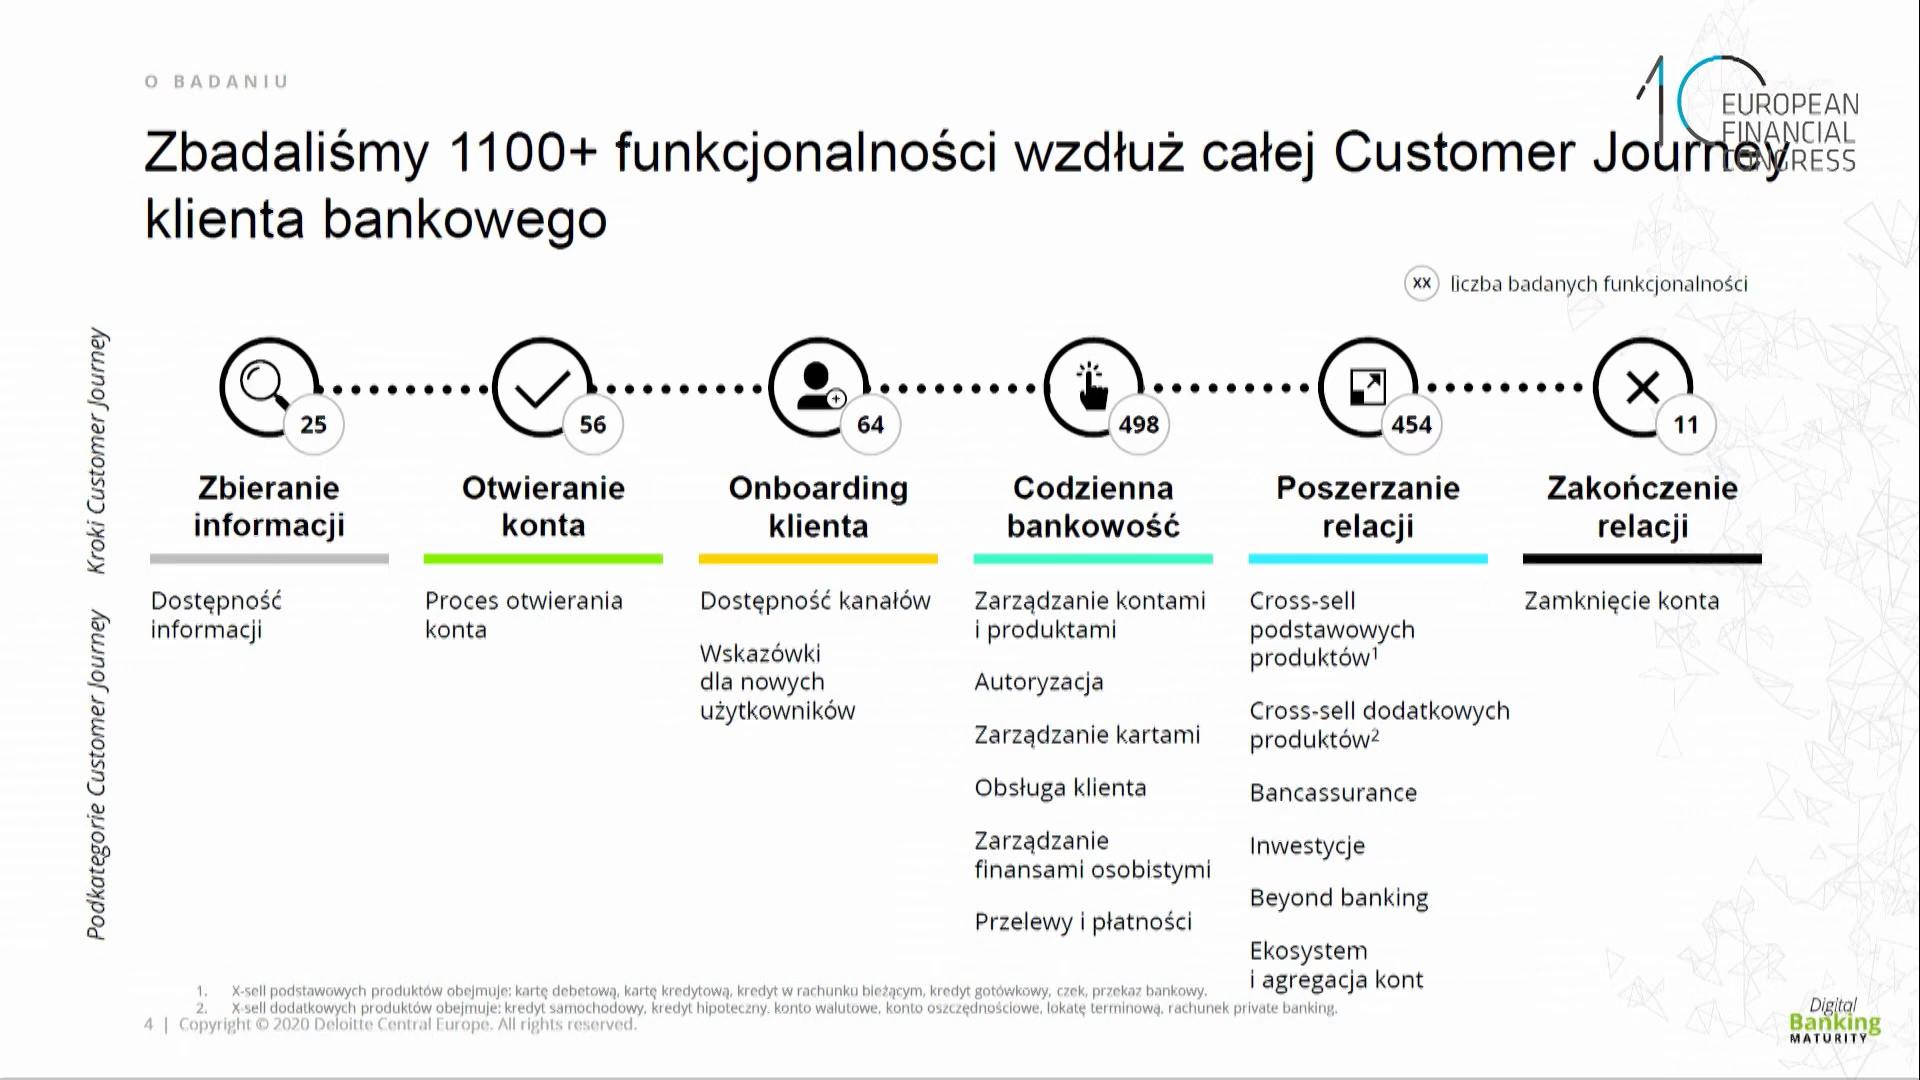 O BADANIU
EUROPEAN
FINANCIAL
CONGRESS
Zbadaliśmy 1100+ funkcjonalności wzdłuż całej Customer Journey
klienta bankowego
XX liczba badanych funkcjonalności
Kroki Customer Journey
25
56
64
498
454
11
Zbieranie
informacji
Otwieranie
konta
Onboarding
klienta
Codzienna
bankowość
Poszerzanie
relacji
Zakończenie
relacji
Podkategorie Customer Journey
Dostępność
informacji
Proces otwierania
konta
Dostępność kanałów
Wskazówki
dla nowych
użytkowników
Zarządzanie kontami
i produktami
Autoryzacja
Zarządzanie kartami
Obsługa klienta
Zarządzanie
finansami osobistymi
Przelewy i płatności
Cross-sell
podstawowych
produktów¹
Cross-sell dodatkowych
produktów²
Bancassurance
Inwestycje
Beyond banking
Ekosystem
i agregacja kont
Zamknięcie konta
1. X-sell podstawowych produktów obejmuje: kartę debetową, kartę kredytową, kredyt w rachunku bieżącym, kredyt gotówkowy, czek, przekaz bankowy.
2. X-sell dodatkowych produktów obejmuje: kredyt samochodowy, kredyt hipoteczny. konto walutowe, konto oszczędnościowe, lokatę terminową, rachunek private banking.
4 | Copyright © 2020 Deloitte Central Europe. All rights reserved.
Digital
Banking
MATURITY